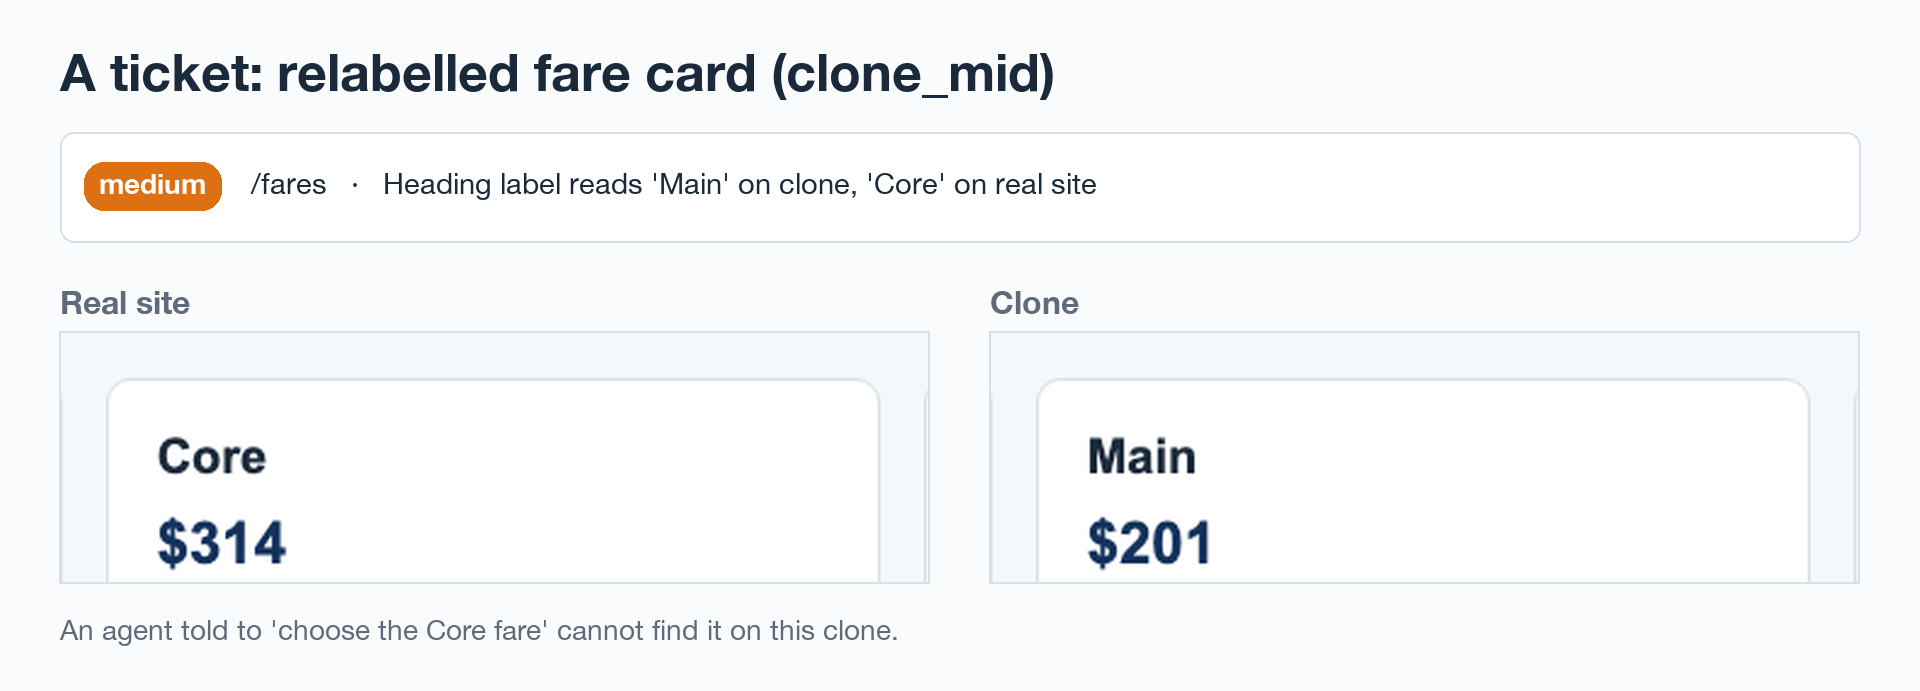 A ticket: relabelled fare card (clone_mid)
medium /fares · Heading label reads 'Main' on clone, 'Core' on real site
Real site
Core
$314
Clone
Main
$201
An agent told to 'choose the Core fare' cannot find it on this clone.